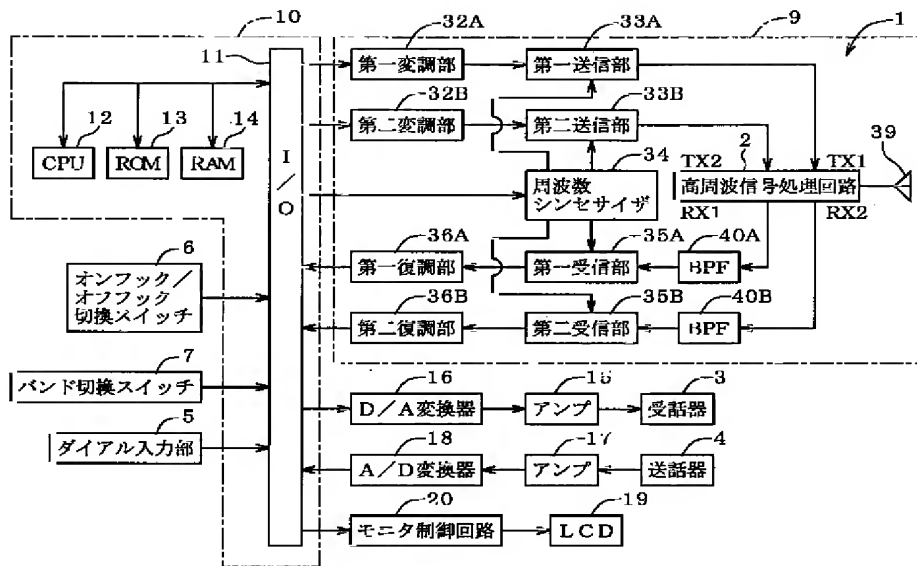 10
32A
33A
9
1
11
第一変調部
第一送信部
32B
33B
12
13
14
第二変調部
第二送信部
CPU
ROM
RAM
I/O
34
TX2
2
TX1
39
周波数
シンセサイザ
高周波信号処理回路
RX1
RX2
6
36A
35A
40A
オンフック/
オフフック
切換スイッチ
第一復調部
第一受信部
BPF
36B
35B
40B
第二復調部
第二受信部
BPF
7
バンド切換スイッチ
16
15
3
D/A変換器
アンプ
受話器
5
ダイアル入力部
18
17
4
A/D変換器
アンプ
送話器
20
19
モニタ制御回路
LCD